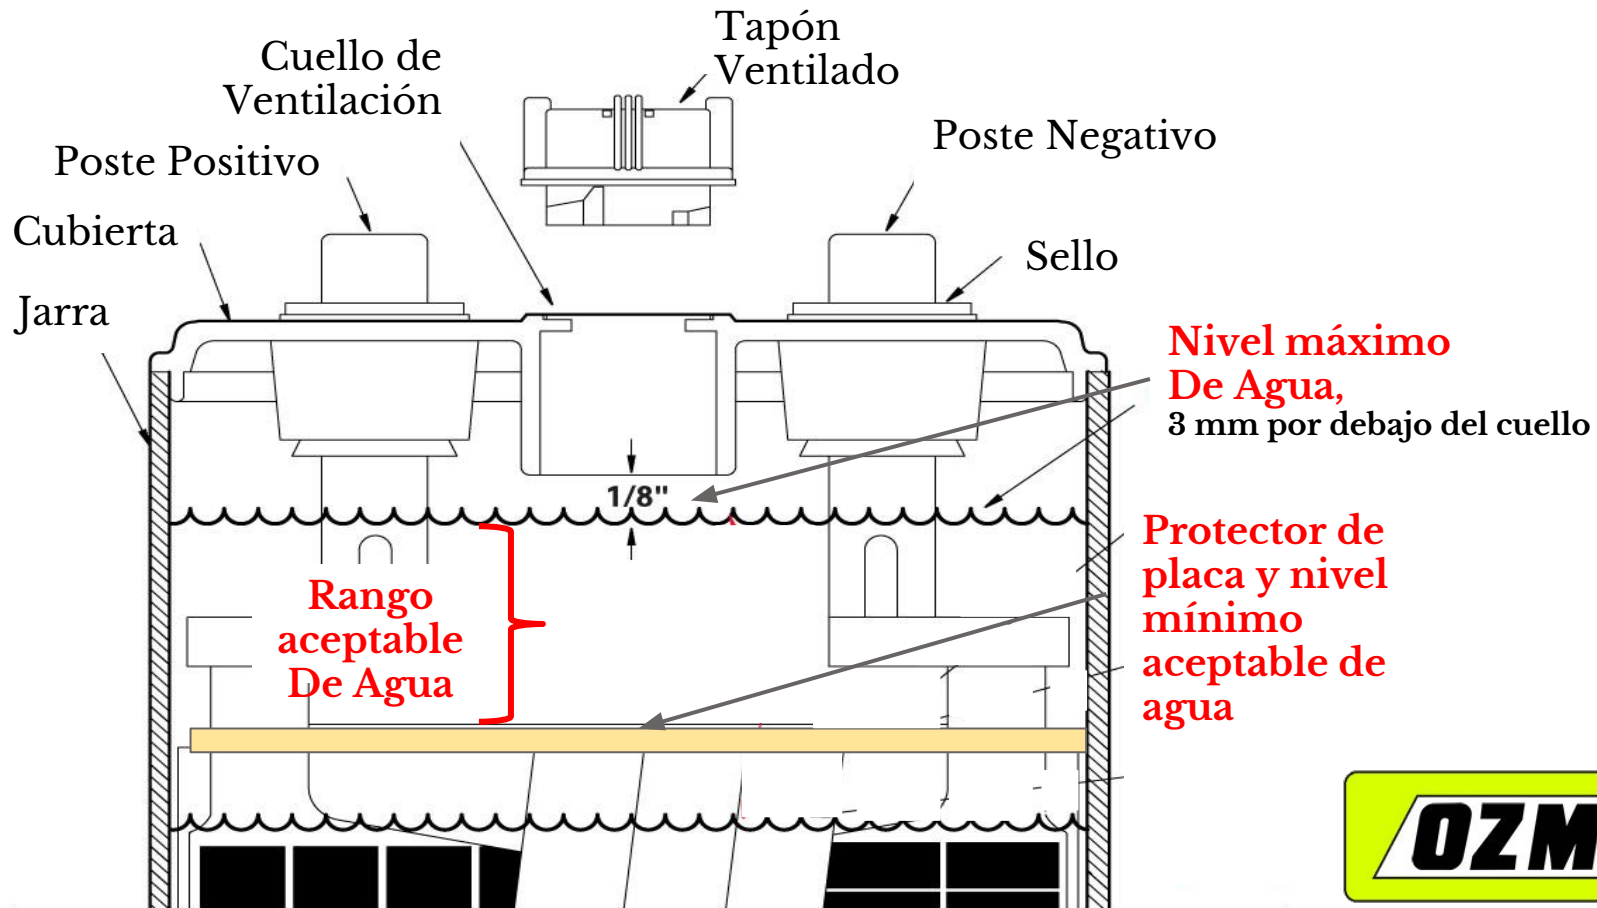 Tapón
Ventilado
Cuello de
Ventilación
Poste Negativo
Poste Positivo
Cubierta
Sello
Jarra
Nivel máximo
De Agua,
3 mm por debajo del cuello
1/8"
Protector de
placa y nivel
mínimo
aceptable de
agua
Rango
aceptable
De Agua
OZM